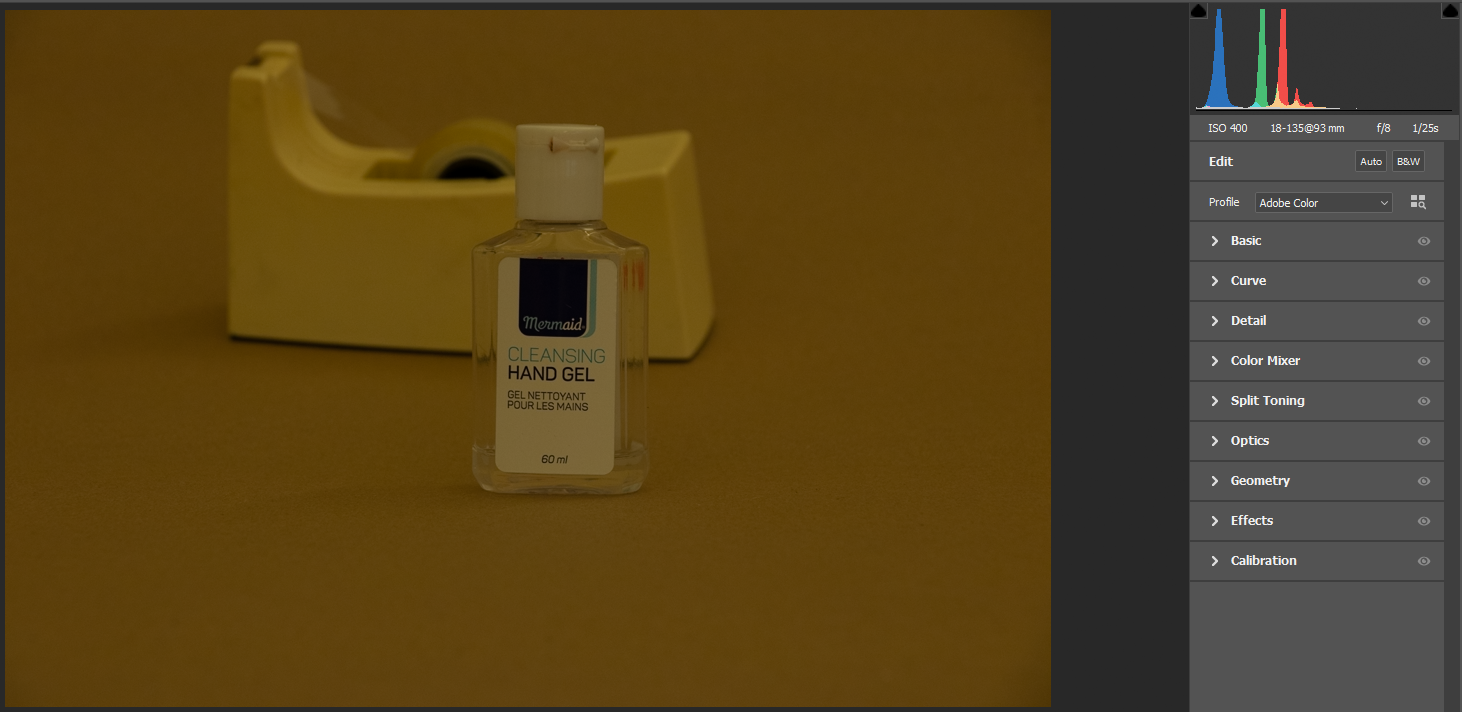 ISO 400 18-135@93 mm f/8 1/25s
Edit Auto B&W
Profile Adobe Color
Basic
Curve
Detail
Color Mixer
Split Toning
Optics
Geometry
Effects
Calibration
Mermaid
CLEANSING
HAND GEL
GEL NETTOYANT
POUR LES MAINS
60 ml